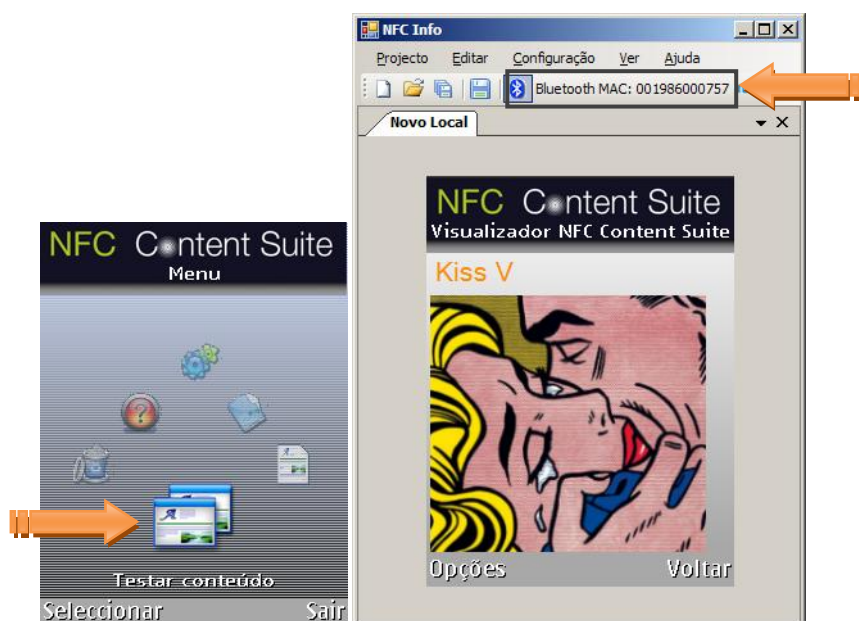 NFC Content Suite
Menu
Testar conteúdo
Seleccionar Sair
NFC Info
Projecto Editar Configuração Ver Ajuda
Bluetooth MAC: 001986000757
Novo Local
NFC Content Suite
Visualizador NFC Content Suite
Kiss V
Opções Voltar